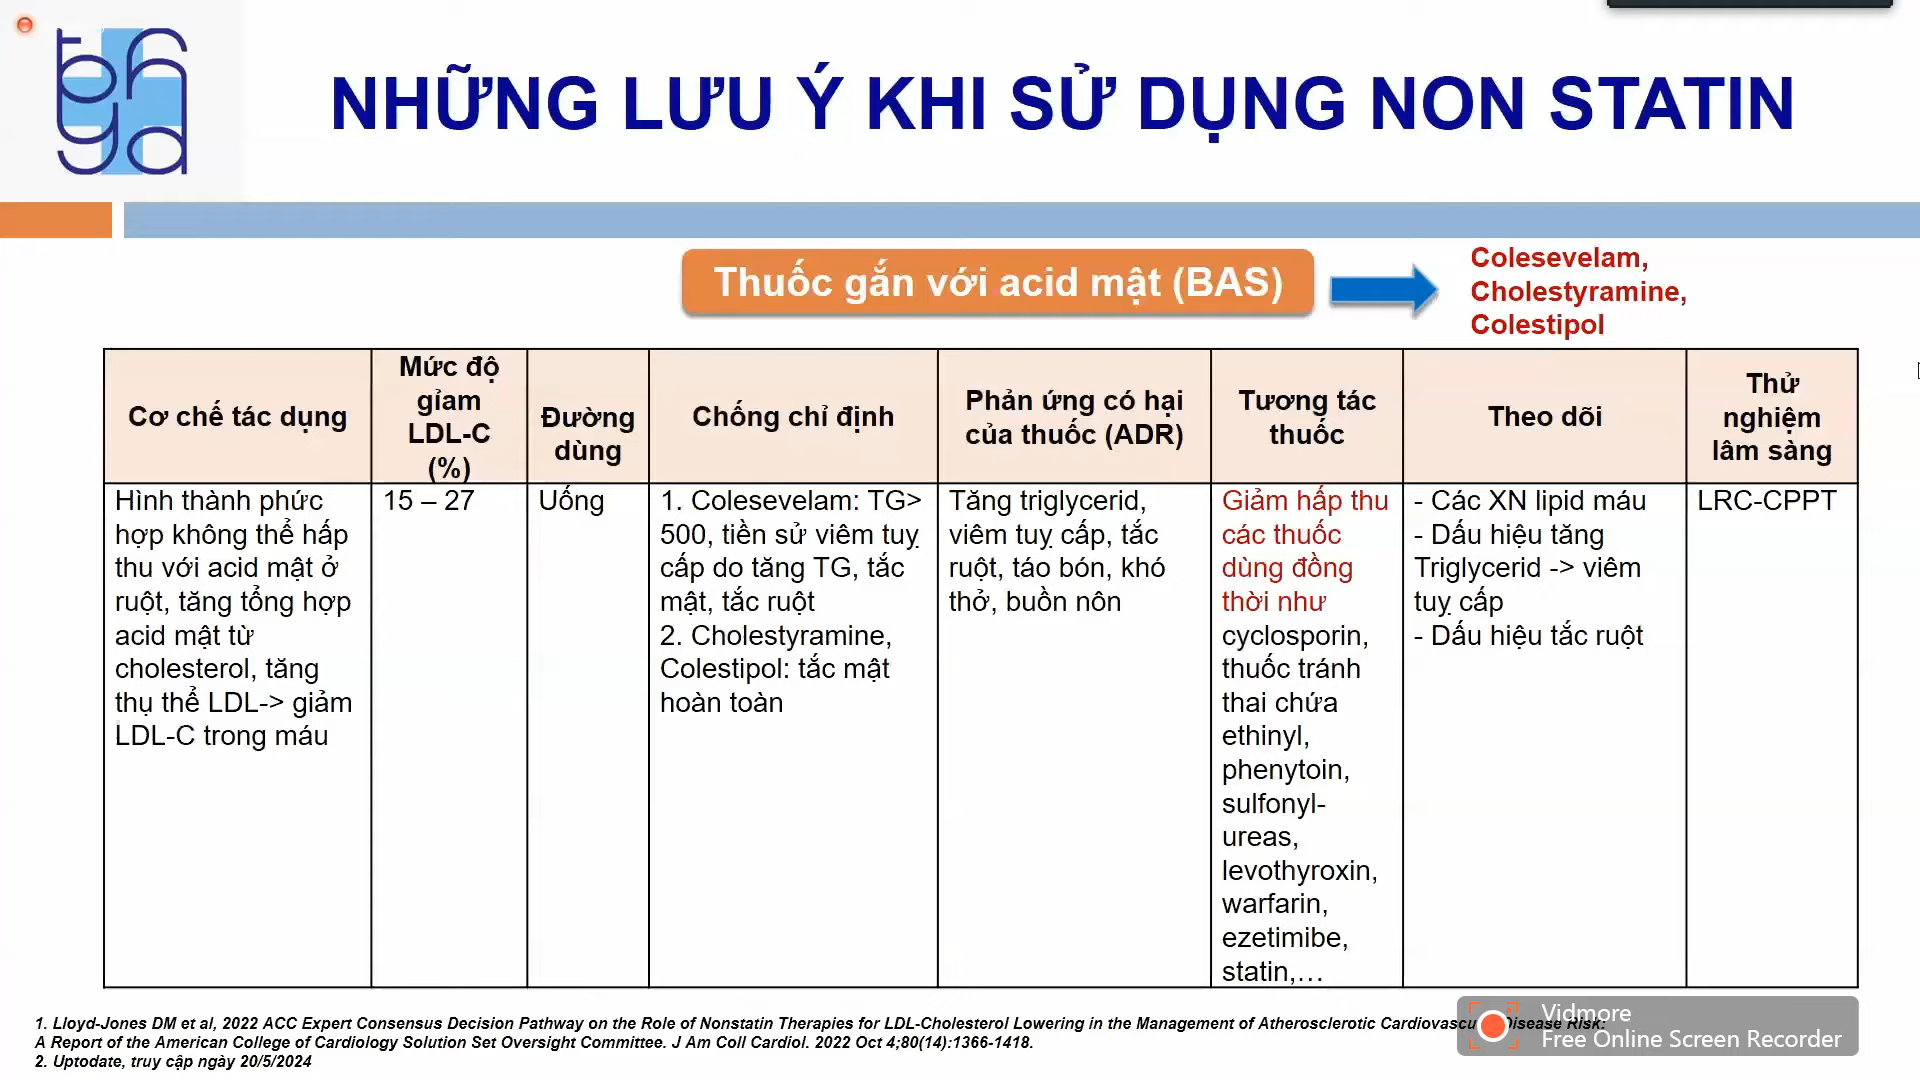 NHỮNG LƯU Ý KHI SỬ DỤNG NON STATIN
Thuốc gắn với acid mật (BAS)
Colesevelam,
Cholestyramine,
Colestipol
Cơ chế tác dụng
Mức độ
giảm
LDL-C
(%)
Đường
dùng
Chống chỉ định
Phản ứng có hại
của thuốc (ADR)
Tương tác
thuốc
Theo dõi
Thử
nghiệm
lâm sàng
Hình thành phức
hợp không thể hấp
thu với acid mật ở
ruột, tăng tổng hợp
acid mật từ
cholesterol, tăng
thụ thể LDL-> giảm
LDL-C trong máu
15 – 27
Uống
1. Colesevelam: TG>
500, tiền sử viêm tuỵ
cấp do tăng TG, tắc
mật, tắc ruột
2. Cholestyramine,
Colestipol: tắc mật
hoàn toàn
Tăng triglycerid,
viêm tuỵ cấp, tắc
ruột, táo bón, khó
thở, buồn nôn
Giảm hấp thu
các thuốc
dùng đồng
thời như
cyclosporin,
thuốc tránh
thai chứa
ethinyl,
phenytoin,
sulfonyl-
ureas,
levothyroxin,
warfarin,
ezetimibe,
statin,…
- Các XN lipid máu
- Dấu hiệu tăng
Triglycerid -> viêm
tuỵ cấp
- Dấu hiệu tắc ruột
LRC-CPPT
1. Lloyd-Jones DM et al, 2022 ACC Expert Consensus Decision Pathway on the Role of Nonstatin Therapies for LDL-Cholesterol Lowering in the Management of Atherosclerotic Disease Risk:
A Report of the American College of Cardiology Solution Set Oversight Committee. J Am Coll Cardiol. 2022 Oct 4;80(14):1366-1418.
2. Uptodate, truy cập ngày 20/5/2024
Vidmore
Free Online Screen Recorder